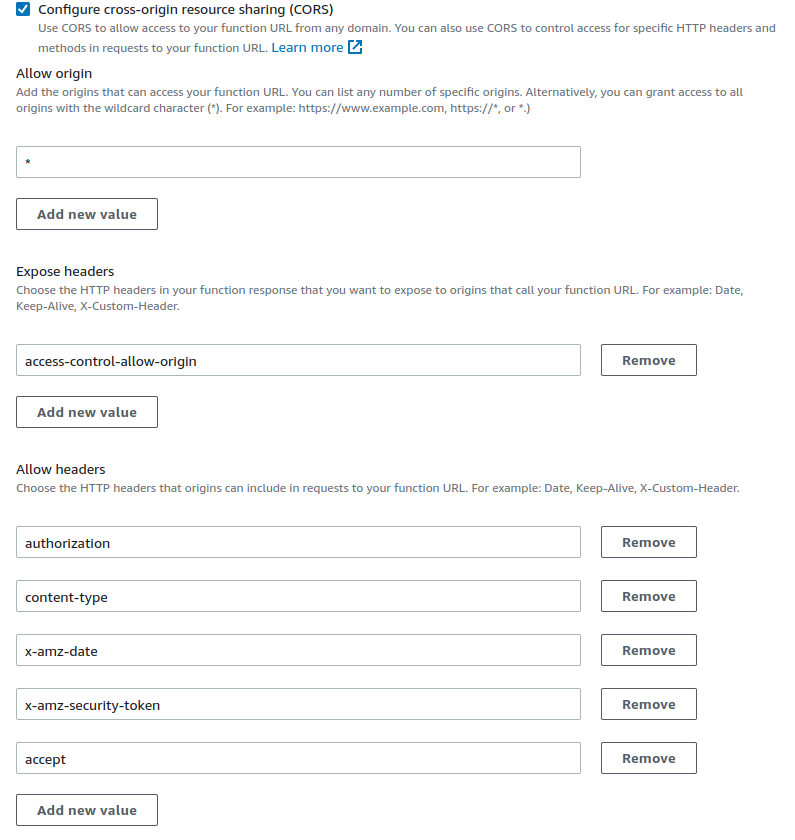 Configure cross-origin resource sharing (CORS)
Use CORS to allow access to your function URL from any domain. You can also use CORS to control access for specific HTTP headers and
methods in requests to your function URL. Learn more
Allow origin
Add the origins that can access your function URL. You can list any number of specific origins. Alternatively, you can grant access to all
origins with the wildcard character (*). For example: https://www.example.com, https://*, or *.)
*
Add new value
Expose headers
Choose the HTTP headers in your function response that you want to expose to origins that call your function URL. For example: Date,
Keep-Alive, X-Custom-Header.
access-control-allow-origin
Remove
Add new value
Allow headers
Choose the HTTP headers that origins can include in requests to your function URL. For example: Date, Keep-Alive, X-Custom-Header.
authorization
Remove
content-type
Remove
x-amz-date
Remove
x-amz-security-token
Remove
accept
Remove
Add new value